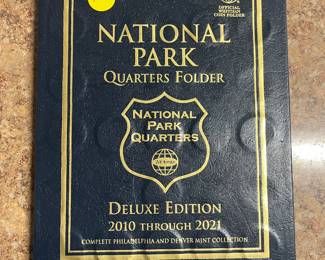 OFFICIAL
WHITMAN
COIN FOLDER
NATIONAL
PARK
QUARTERS FOLDER
NATIONAL
PARK
QUARTERS
DELUXE EDITION
2010 THROUGH 2021
COMPLETE PHILADELPHIA AND DENVER MINT COLLECTION